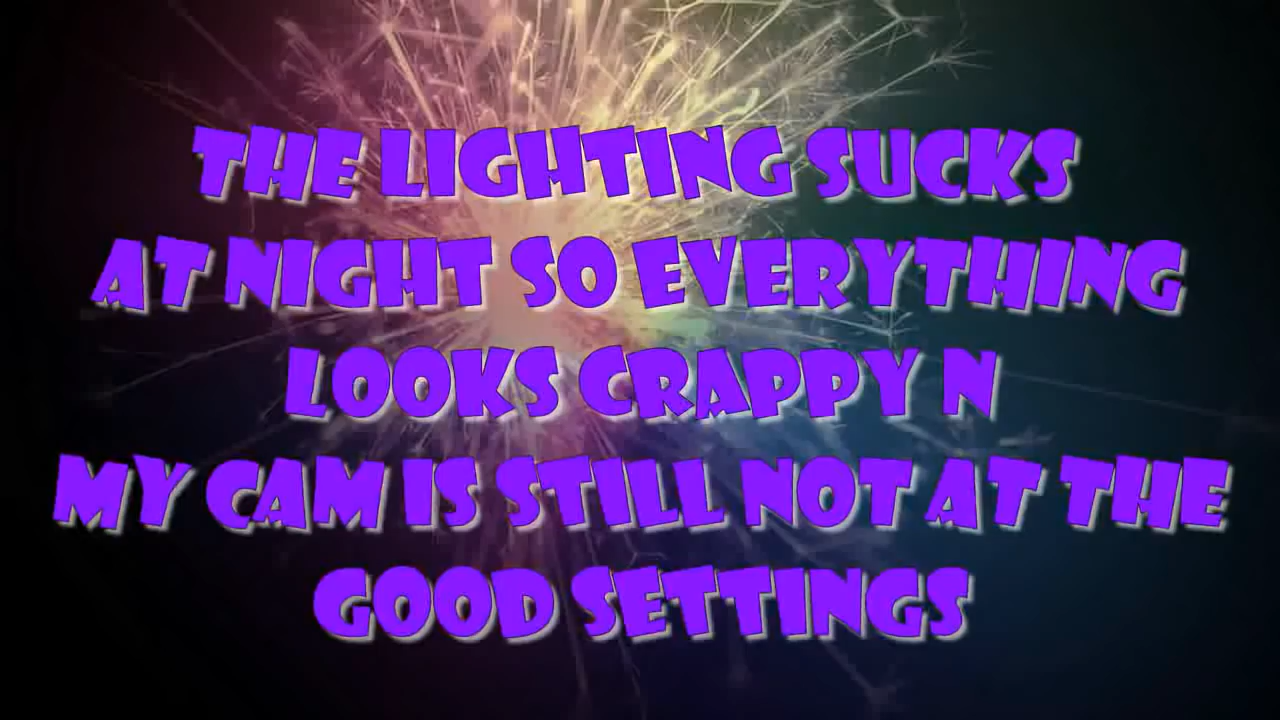 THE LIGHTING SUCKS
AT NIGHT SO EVERYTHING
LOOKS CRAPPY N
MY CAM IS STILL NOT AT THE
GOOD SETTINGS